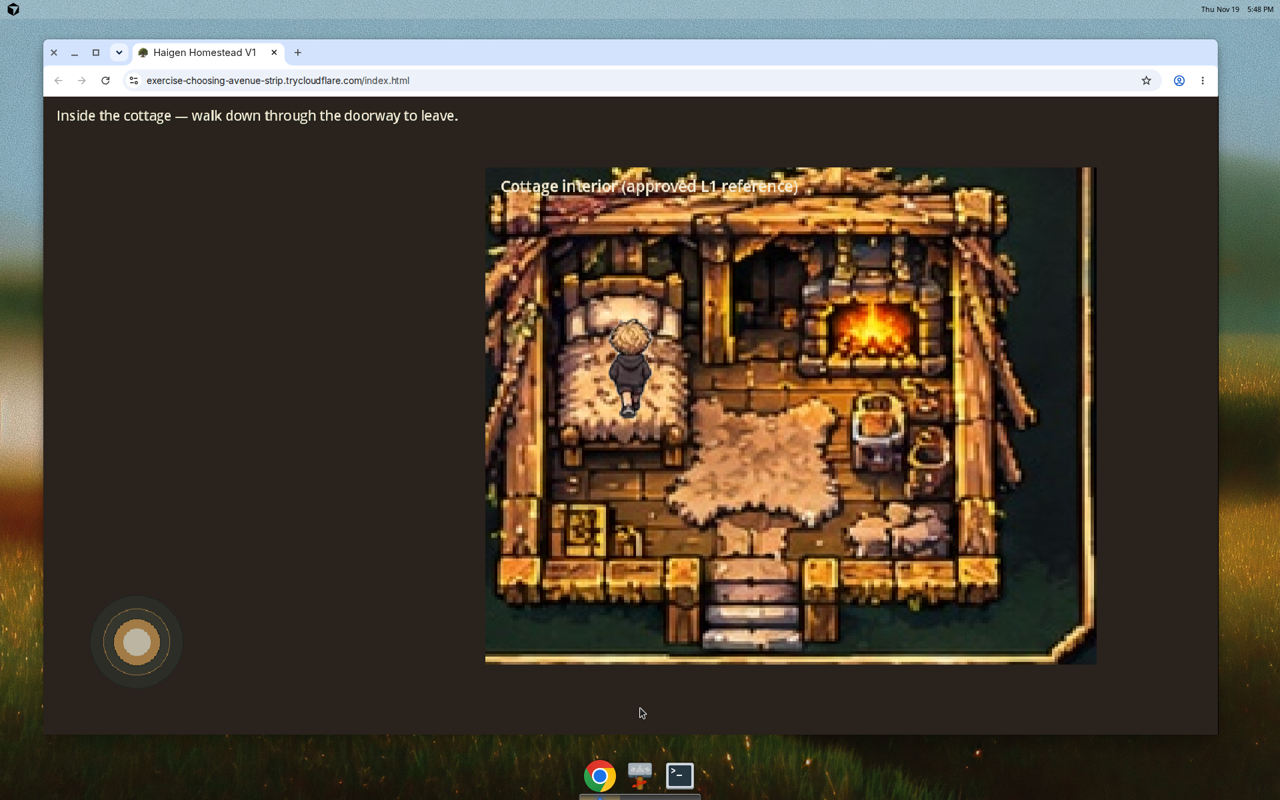 Thu Nov 19 5:48 PM
Haigen Homestead V1
exercise-choosing-avenue-strip.trycloudflare.com/index.html
Inside the cottage — walk down through the doorway to leave.
Cottage interior (approved L1 reference)
>_